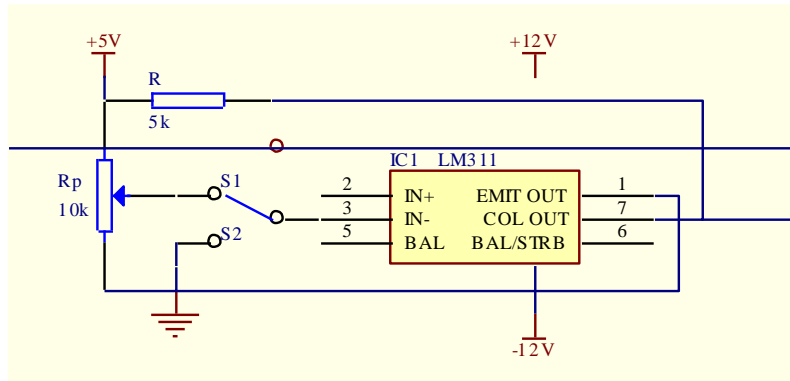 +5V
+12V
R
5k
IC1 LM311
Rp
10k
S1
S2
2 IN+ EMIT OUT 1
3 IN- COL OUT 7
5 BAL BAL/STRB 6
-12V